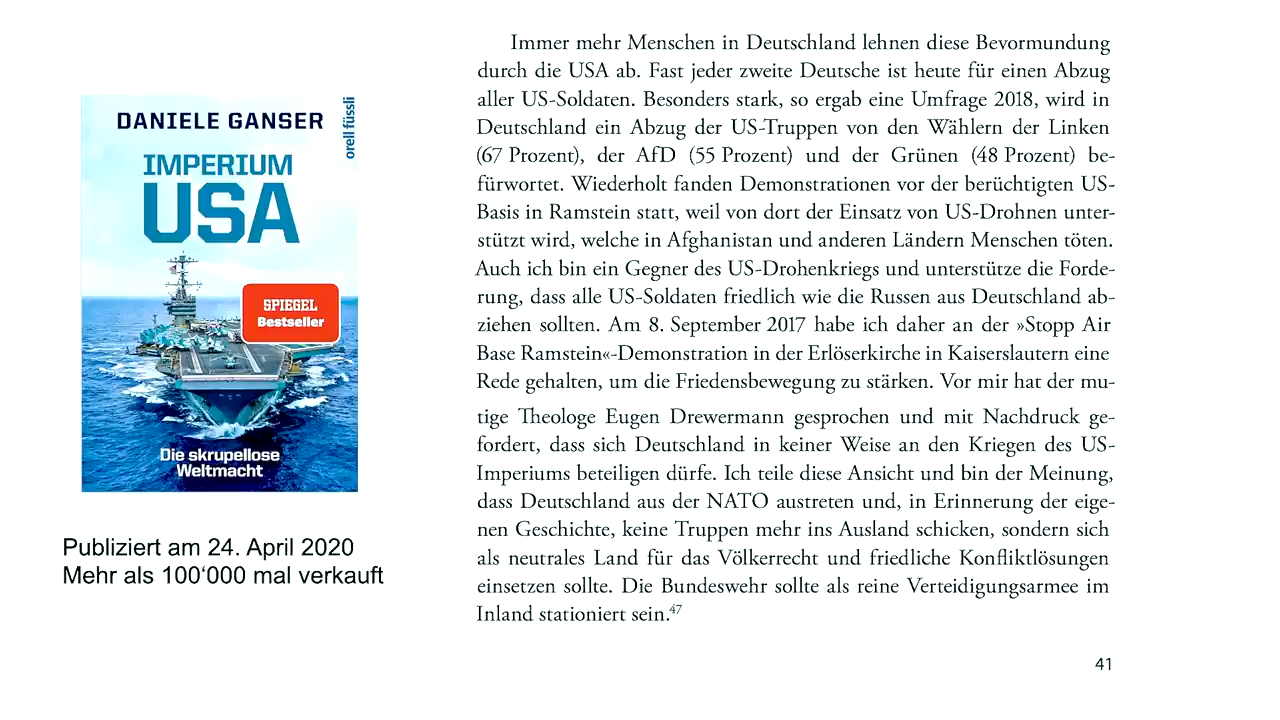 DANIELE GANSER
orell füssli
IMPERIUM
USA
SPIEGEL
Bestseller
Die skrupellose
Weltmacht
Publiziert am 24. April 2020
Mehr als 100‘000 mal verkauft
Immer mehr Menschen in Deutschland lehnen diese Bevormundung
durch die USA ab. Fast jeder zweite Deutsche ist heute für einen Abzug
aller US-Soldaten. Besonders stark, so ergab eine Umfrage 2018, wird in
Deutschland ein Abzug der US-Truppen von den Wählern der Linken
(67 Prozent), der AfD (55 Prozent) und der Grünen (48 Prozent) be-
fürwortet. Wiederholt fanden Demonstrationen vor der berüchtigten US-
Basis in Ramstein statt, weil von dort der Einsatz von US-Drohnen unter-
stützt wird, welche in Afghanistan und anderen Ländern Menschen töten.
Auch ich bin ein Gegner des US-Drohenkriegs und unterstütze die Forde-
rung, dass alle US-Soldaten friedlich wie die Russen aus Deutschland ab-
ziehen sollten. Am 8. September 2017 habe ich daher an der »Stopp Air
Base Ramstein«-Demonstration in der Erlöserkirche in Kaiserslautern eine
Rede gehalten, um die Friedensbewegung zu stärken. Vor mir hat der mu-
tige Theologe Eugen Drewermann gesprochen und mit Nachdruck ge-
fordert, dass sich Deutschland in keiner Weise an den Kriegen des US-
Imperiums beteiligen dürfe. Ich teile diese Ansicht und bin der Meinung,
dass Deutschland aus der NATO austreten und, in Erinnerung der eige-
nen Geschichte, keine Truppen mehr ins Ausland schicken, sondern sich
als neutrales Land für das Völkerrecht und friedliche Konfliktlösungen
einsetzen sollte. Die Bundeswehr sollte als reine Verteidigungsarmee im
Inland stationiert sein.47
41